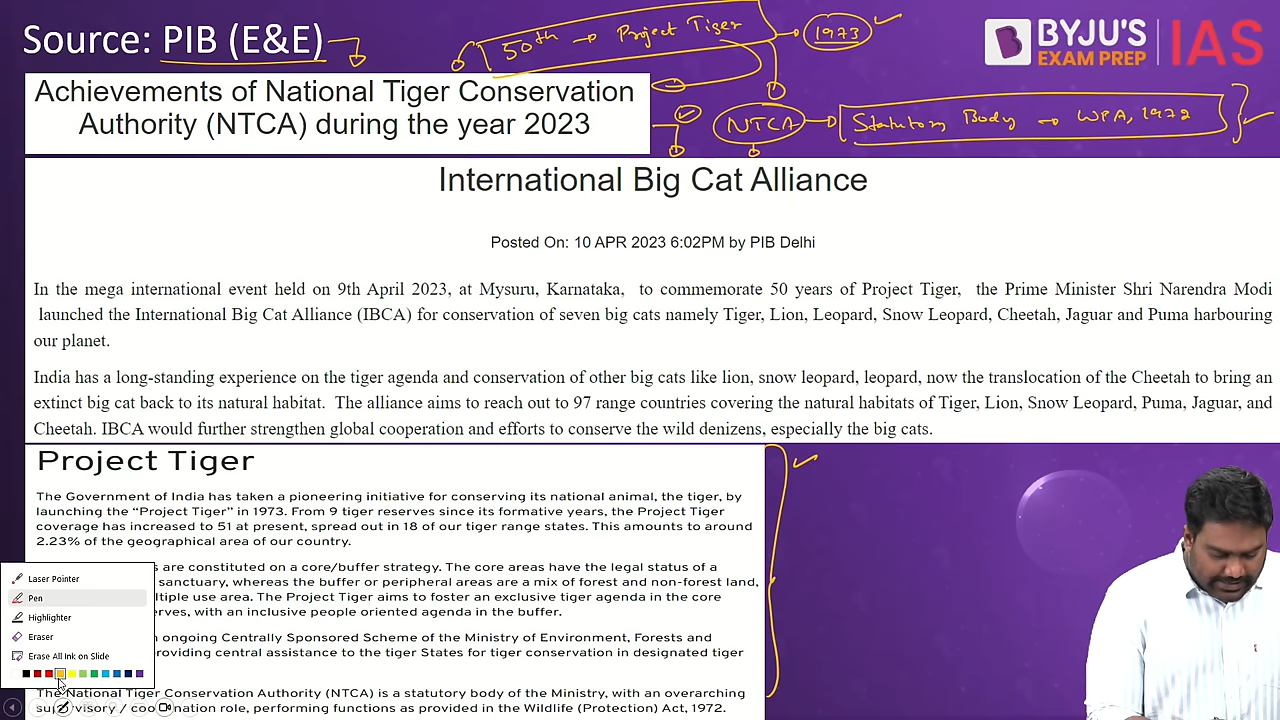 Source: PIB (E&E)
50th → Project Tiger → 1973
BYJU'S
EXAM PREP
IAS
Achievements of National Tiger Conservation
Authority (NTCA) during the year 2023
NTCA → Statutory Body → WPA, 1972
International Big Cat Alliance
Posted On: 10 APR 2023 6:02PM by PIB Delhi
In the mega international event held on 9th April 2023, at Mysuru, Karnataka, to commemorate 50 years of Project Tiger, the Prime Minister Shri Narendra Modi
launched the International Big Cat Alliance (IBCA) for conservation of seven big cats namely Tiger, Lion, Leopard, Snow Leopard, Cheetah, Jaguar and Puma harbouring
our planet.
India has a long-standing experience on the tiger agenda and conservation of other big cats like lion, snow leopard, leopard, now the translocation of the Cheetah to bring an
extinct big cat back to its natural habitat. The alliance aims to reach out to 97 range countries covering the natural habitats of Tiger, Lion, Snow Leopard, Puma, Jaguar, and
Cheetah. IBCA would further strengthen global cooperation and efforts to conserve the wild denizens, especially the big cats.
Project Tiger
The Government of India has taken a pioneering initiative for conserving its national animal, the tiger, by
launching the “Project Tiger” in 1973. From 9 tiger reserves since its formative years, the Project Tiger
coverage has increased to 51 at present, spread out in 18 of our tiger range states. This amounts to around
2.23% of the geographical area of our country.
are constituted on a core/buffer strategy. The core areas have the legal status of a
sanctuary, whereas the buffer or peripheral areas are a mix of forest and non-forest land,
use area. The Project Tiger aims to foster an exclusive tiger agenda in the core
with an inclusive people oriented agenda in the buffer.
ongoing Centrally Sponsored Scheme of the Ministry of Environment, Forests and
central assistance to the tiger States for tiger conservation in designated tiger
The National Tiger Conservation Authority (NTCA) is a statutory body of the Ministry, with an overarching
role, performing functions as provided in the Wildlife (Protection) Act, 1972.
Laser Pointer
Pen
Highlighter
Eraser
Erase All Ink on Slide